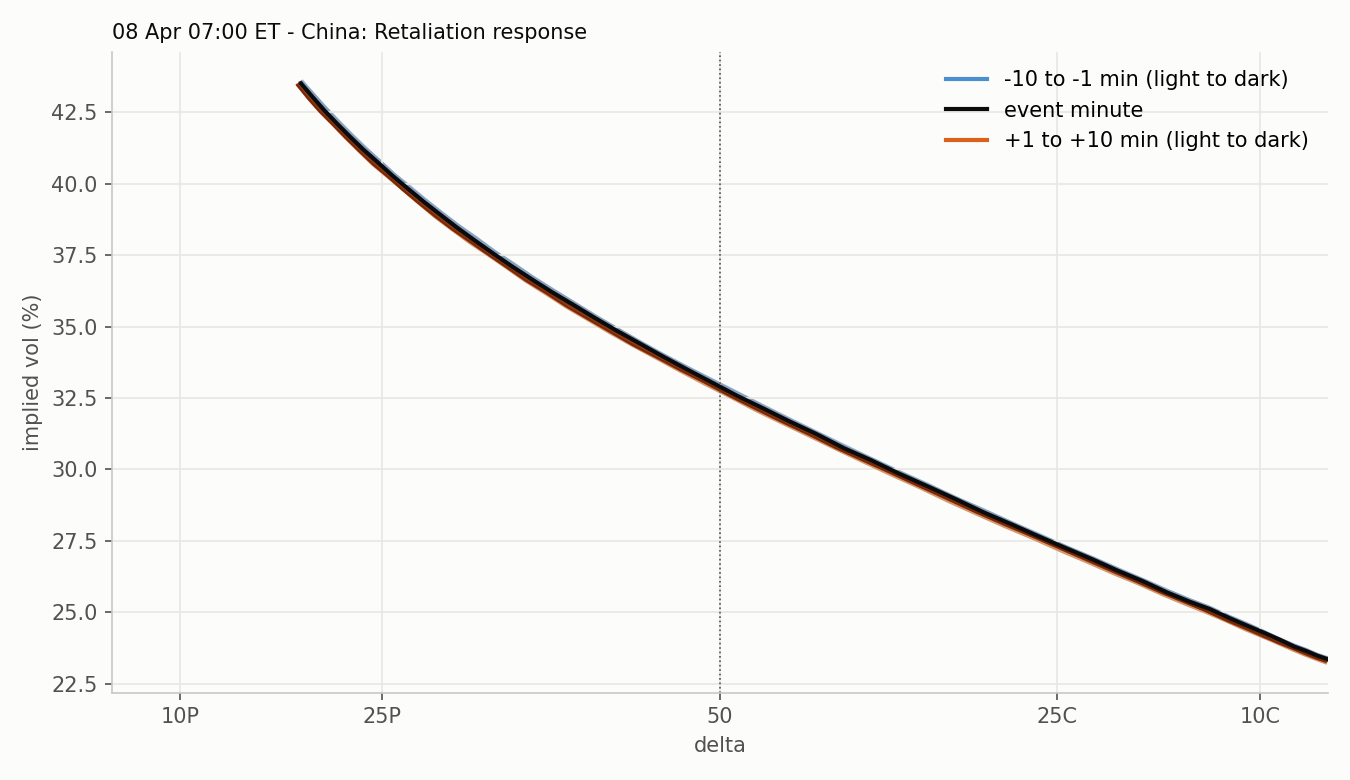 08 Apr 07:00 ET - China: Retaliation response
-10 to -1 min (light to dark)
event minute
+1 to +10 min (light to dark)
implied vol (%)
42.5
40.0
37.5
35.0
32.5
30.0
27.5
25.0
22.5
10P 25P 50 25C 10C
delta